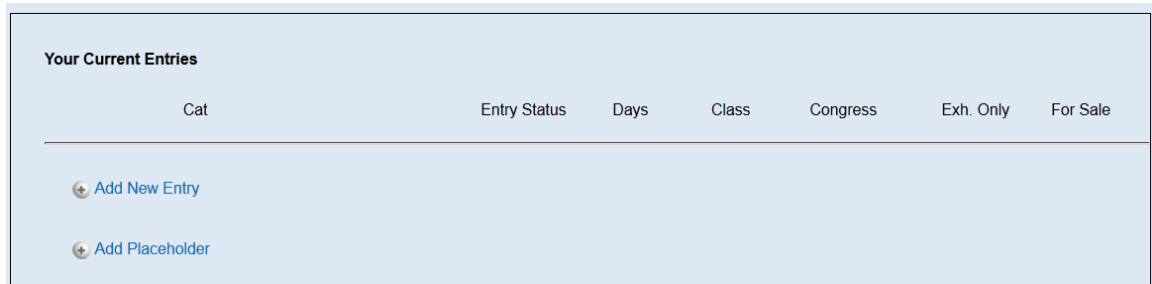 Your Current Entries
Cat Entry Status Days Class Congress Exh. Only For Sale
Add New Entry
Add Placeholder